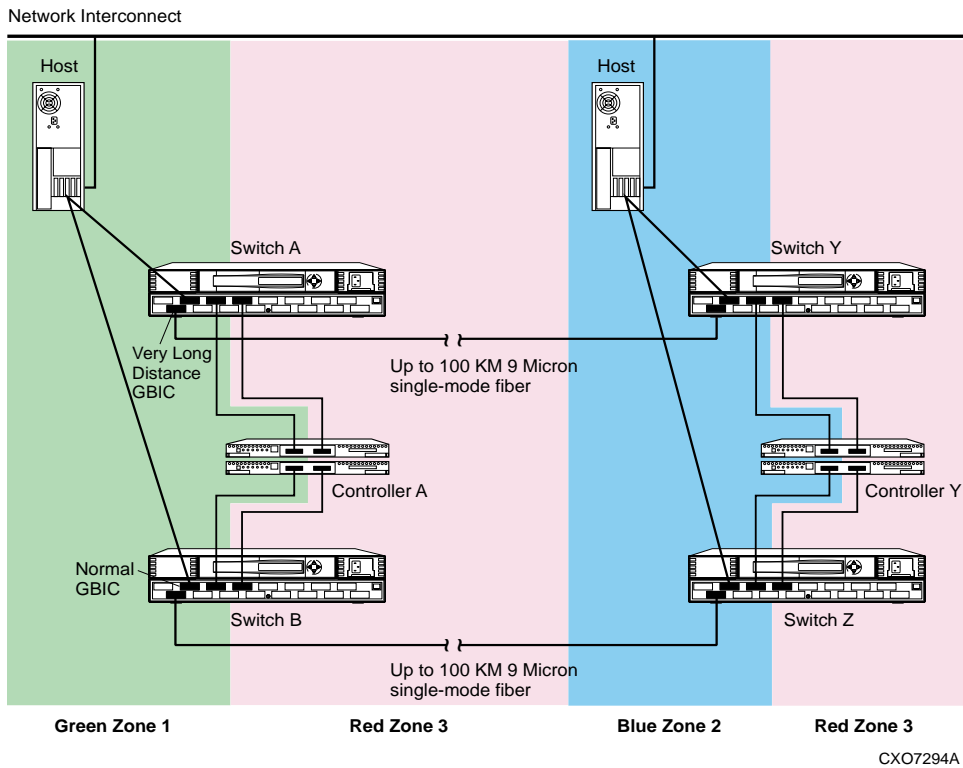 Network Interconnect
Host
Host
Switch A
Switch Y
Very Long
Distance
GBIC
Up to 100 KM 9 Micron
single-mode fiber
Controller A
Controller Y
Normal
GBIC
Switch B
Switch Z
Up to 100 KM 9 Micron
single-mode fiber
Green Zone 1
Red Zone 3
Blue Zone 2
Red Zone 3
CXO7294A